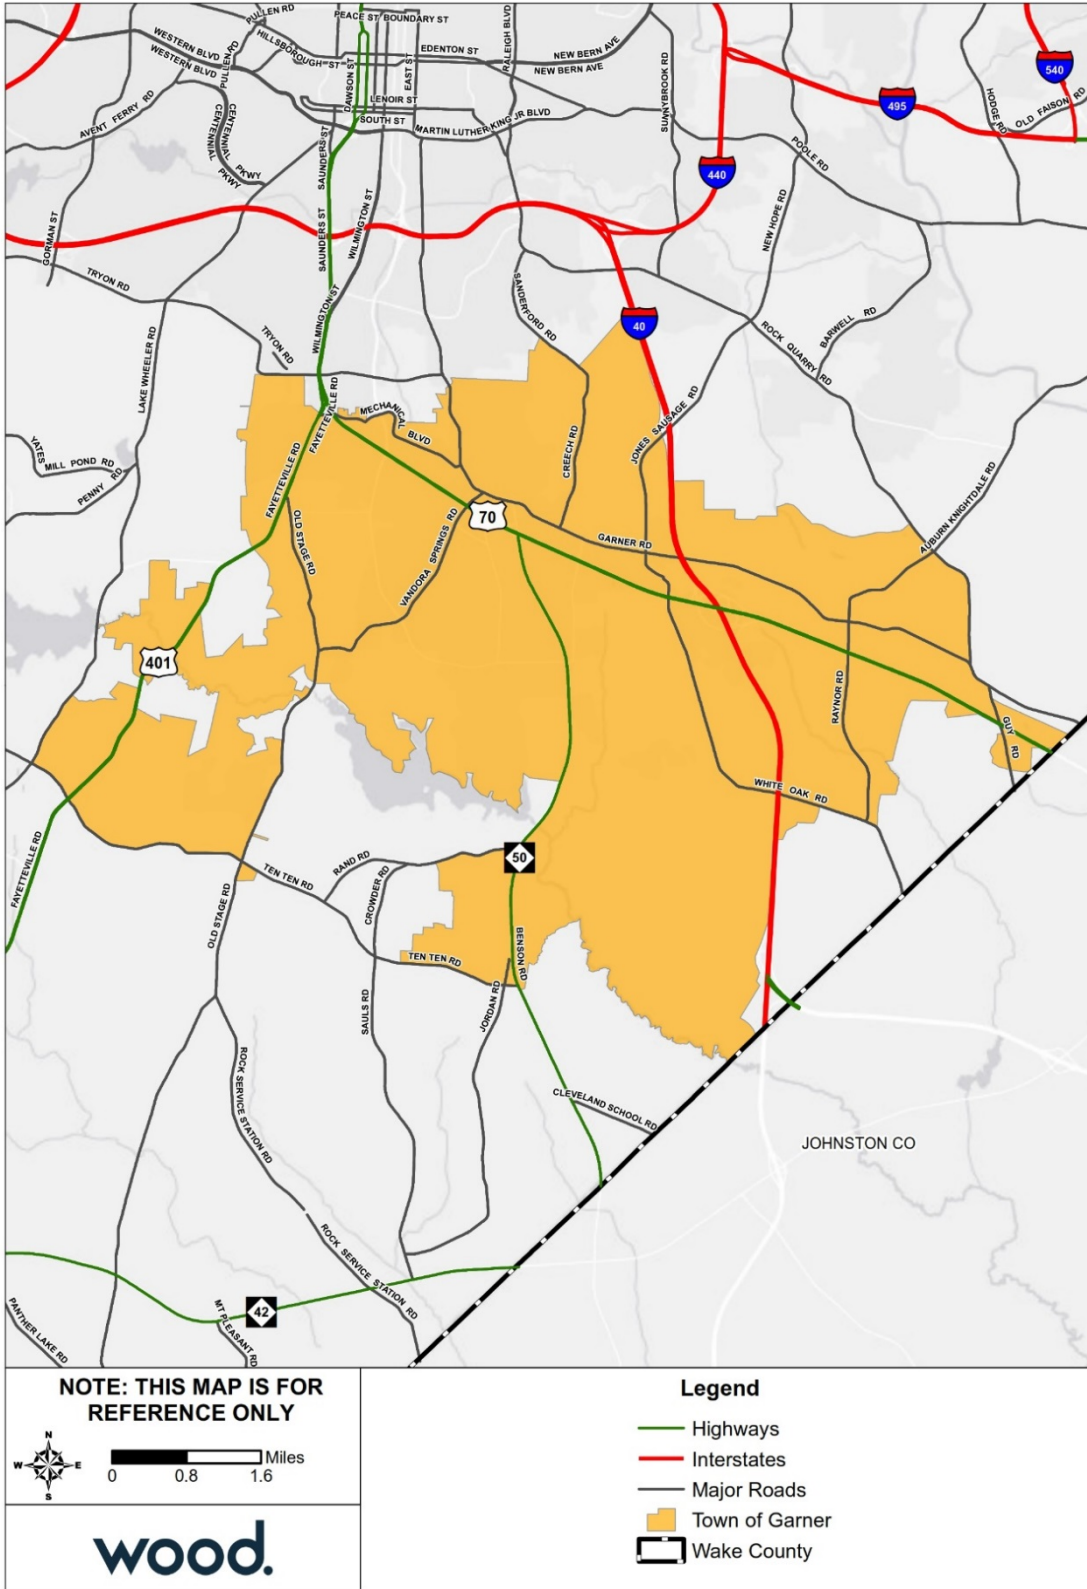 PULLEN RD
PEACE ST
BOUNDARY ST
WESTERN BLVD
WESTERN BLVD
PULLEN RD
HILLSBOROUGH ST
EDENTON ST
RALEIGH BLVD
NEW BERN AVE
NEW BERN AVE
EAST ST
DAWSON ST
LENOIR ST
SOUTH ST
MARTIN LUTHER KING JR BLVD
SUNNYBROOK RD
540
495
HODGE RD
OLD FAISON RD
AVENT FERRY RD
CENTENNIAL PKWY
CENTENNIAL PKWY
SAUNDERS ST
POOLE RD
440
GORMAN ST
SAUNDERS ST
WILMINGTON ST
NEW HOPE RD
TRYON RD
SANDERFORD RD
WILMINGTON ST
40
BARWELL RD
ROCK QUARRY RD
LAKE WHEELER RD
TRYON RD
FAYETTEVILLE RD
MECHANICAL BLVD
JONES SAUSAGE RD
YATES MILL POND RD
PENNY RD
FAYETTEVILLE RD
CREECH RD
AUBURN KNIGHTDALE RD
OLD STAGE RD
70
VANDORA SPRINGS RD
GARNER RD
401
RAYNOR RD
GUY RD
WHITE OAK RD
FAYETTEVILLE RD
50
TEN TEN RD
RAND RD
CROWDER RD
OLD STAGE RD
BENSON RD
TEN TEN RD
JORDAN RD
SAULS RD
ROCK SERVICE STATION RD
CLEVELAND SCHOOL RD
JOHNSTON CO
ROCK SERVICE STATION RD
42
MT PLEASANT RD
PANTHER LAKE RD
NOTE: THIS MAP IS FOR
REFERENCE ONLY
N
W E
S
Miles
0 0.8 1.6
wood.
Legend
Highways
Interstates
Major Roads
Town of Garner
Wake County